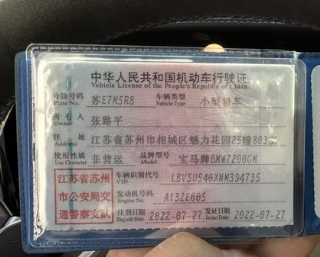 中华人民共和国机动车行驶证
Vehicle License of the People's Republic of China
号牌号码 Plate No. 苏E7M5R8 车辆类型 Vehicle Type 小型轿车
所有人 Owner 张路平
住址 Address 江苏省苏州市相城区魅力花园25幢803室
使用性质 Use Character 非营运 品牌型号 Model 宝马牌BMW7200GM
江苏省苏州 车辆识别代号 VIN
市公安局交 发动机号码 Engine No.
通警察支队 注册日期 Register Date 2022-07-27 发证日期 Issue Date 2022-07-27